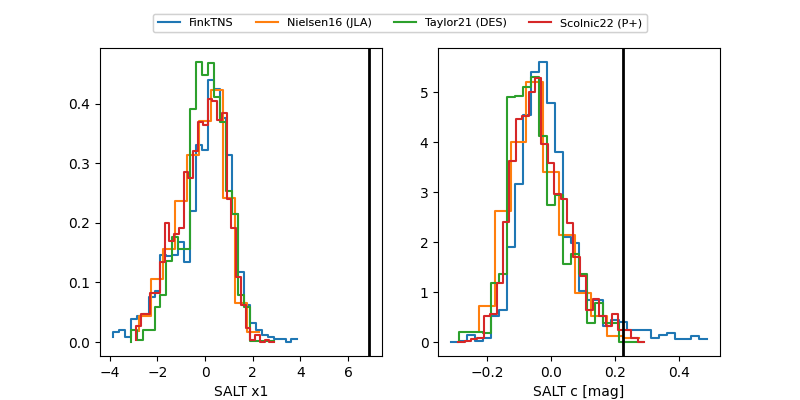 FinkTNS Nielsen16 (JLA) Taylor21 (DES) Scolnic22 (P+)
0.4
0.3
0.2
0.1
0.0
−4 −2 0 2 4 6
SALT x1
5
4
3
2
1
0
−0.2 0.0 0.2 0.4
SALT c [mag]